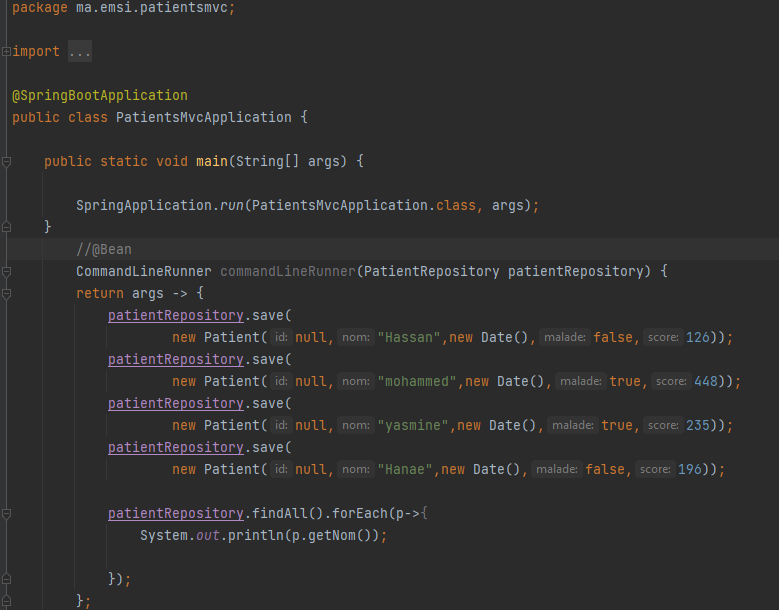 package ma.emsi.patientsmvc;
import ...
@SpringBootApplication
public class PatientsMvcApplication {
public static void main(String[] args) {
SpringApplication.run(PatientsMvcApplication.class, args);
}
//@Bean
CommandLineRunner commandLineRunner(PatientRepository patientRepository) {
return args -> {
patientRepository.save(
new Patient( id: null, nom: "Hassan",new Date(), malade: false, score: 126));
patientRepository.save(
new Patient( id: null, nom: "mohammed",new Date(), malade: true, score: 448));
patientRepository.save(
new Patient( id: null, nom: "yasmine",new Date(), malade: true, score: 235));
patientRepository.save(
new Patient( id: null, nom: "Hanae",new Date(), malade: false, score: 196));
patientRepository.findAll().forEach(p->{
System.out.println(p.getNom());
});
};